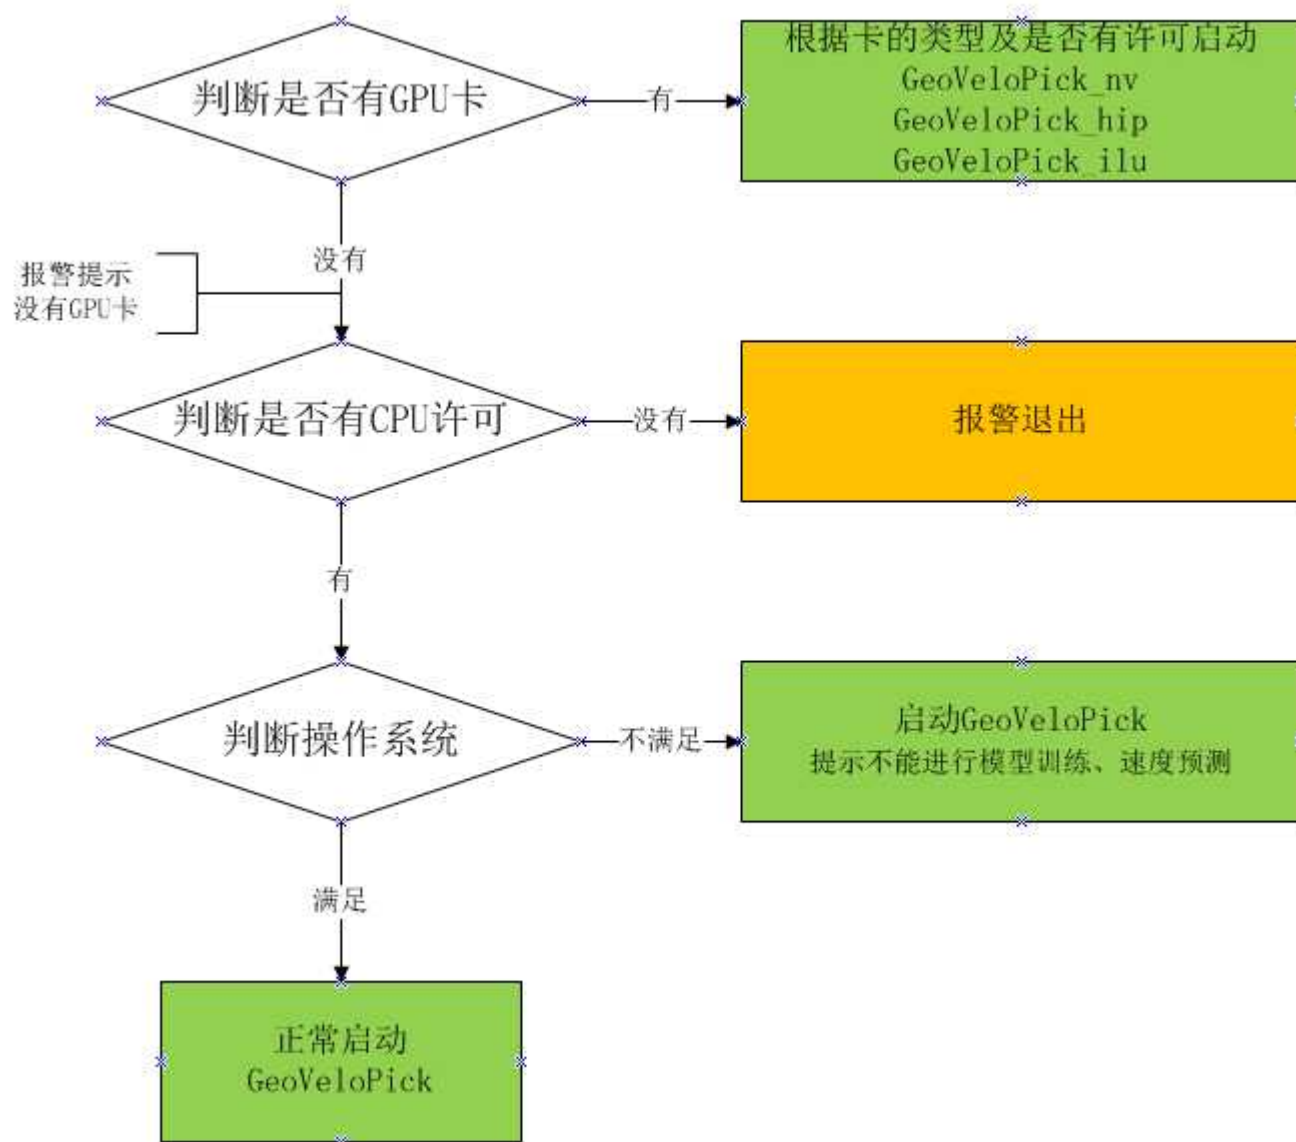 判断是否有GPU卡
有
根据卡的类型及是否有许可启动
GeoVeloPick_nv
GeoVeloPick_hip
GeoVeloPick_ilu
没有
报警提示
没有GPU卡
判断是否有CPU许可
没有
报警退出
有
判断操作系统
不满足
启动GeoVeloPick
提示不能进行模型训练、速度预测
满足
正常启动
GeoVeloPick